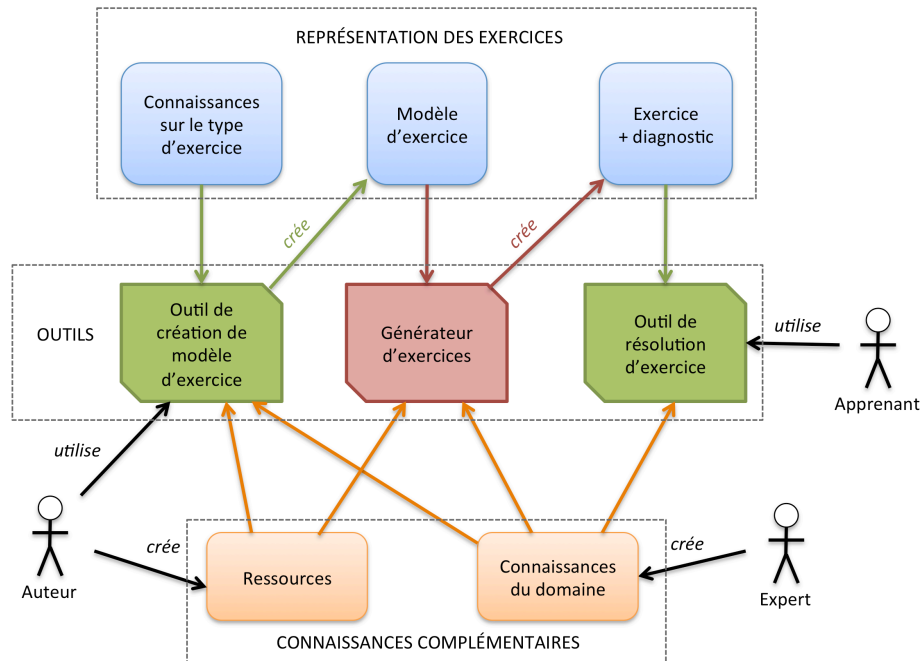 REPRÉSENTATION DES EXERCICES
Connaissances
sur le type
d'exercice
Modèle
d'exercice
Exercice
+ diagnostic
crée
crée
OUTILS
Outil de
création de
modèle
d'exercice
Générateur
d'exercices
Outil de
résolution
d'exercice
utilise
Apprenant
utilise
Auteur
crée
Ressources
Connaissances
du domaine
crée
Expert
CONNAISSANCES COMPLÉMENTAIRES